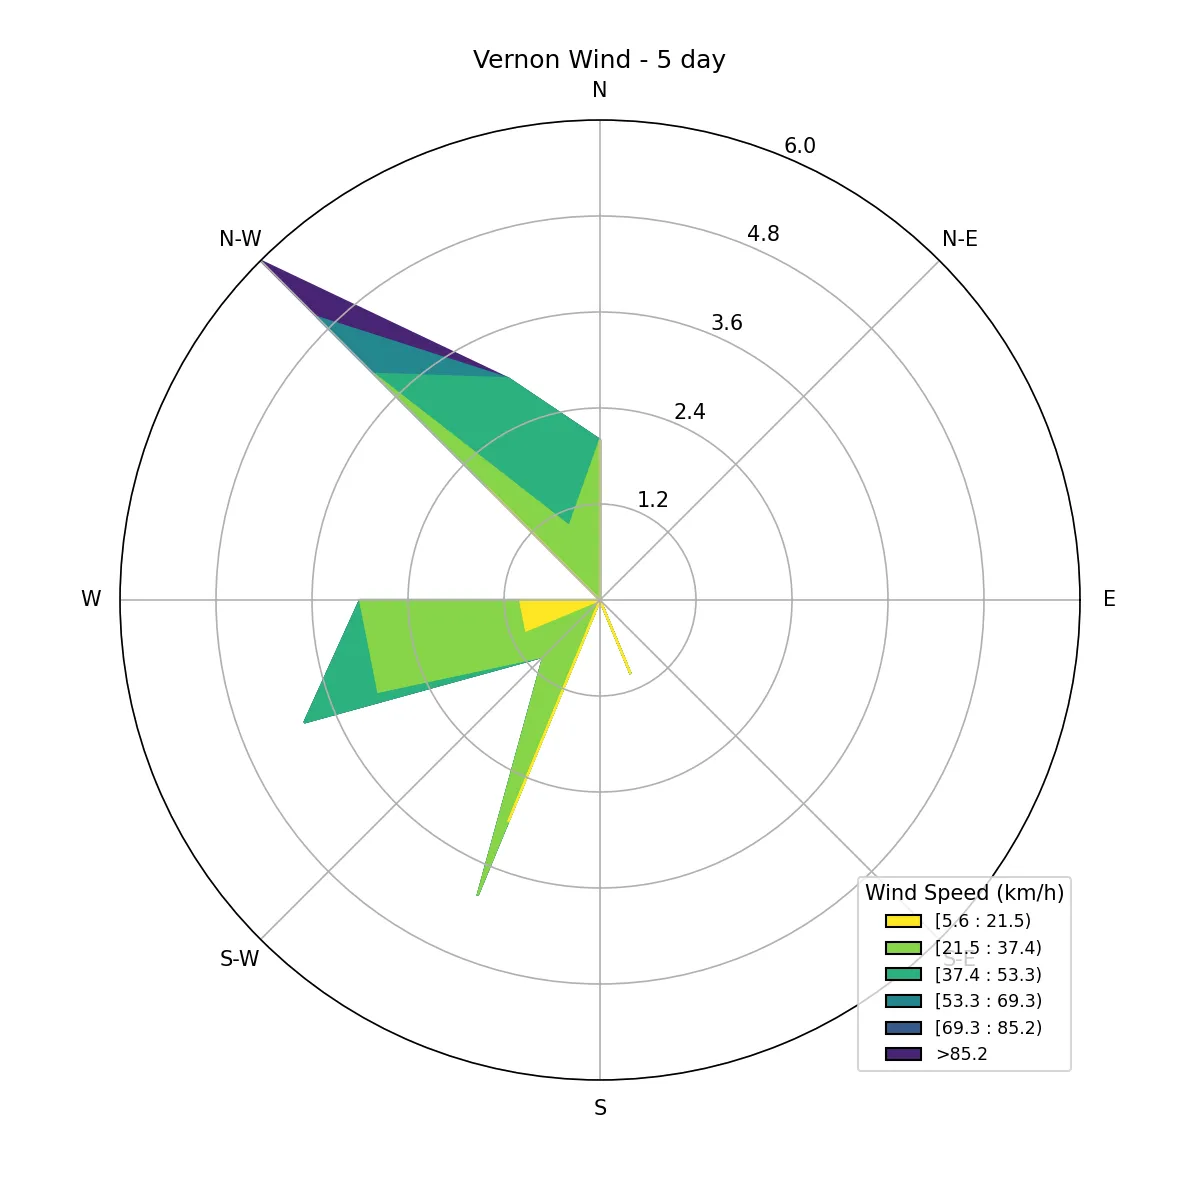 Vernon Wind - 5 day
N
6.0
N-W
N-E
4.8
3.6
2.4
1.2
W
E
Wind Speed (km/h)
[5.6 : 21.5)
[21.5 : 37.4)
[37.4 : 53.3)
[53.3 : 69.3)
[69.3 : 85.2)
>85.2
S-W
S-E
S